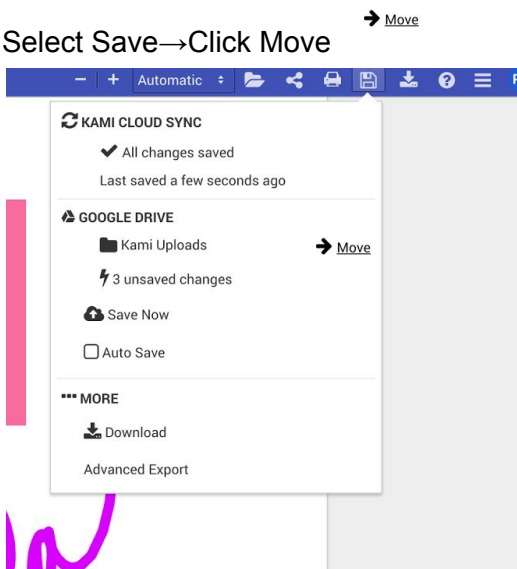 Move
Select Save→Click Move
Automatic
KAMI CLOUD SYNC
All changes saved
Last saved a few seconds ago
GOOGLE DRIVE
Kami Uploads
Move
3 unsaved changes
Save Now
Auto Save
MORE
Download
Advanced Export